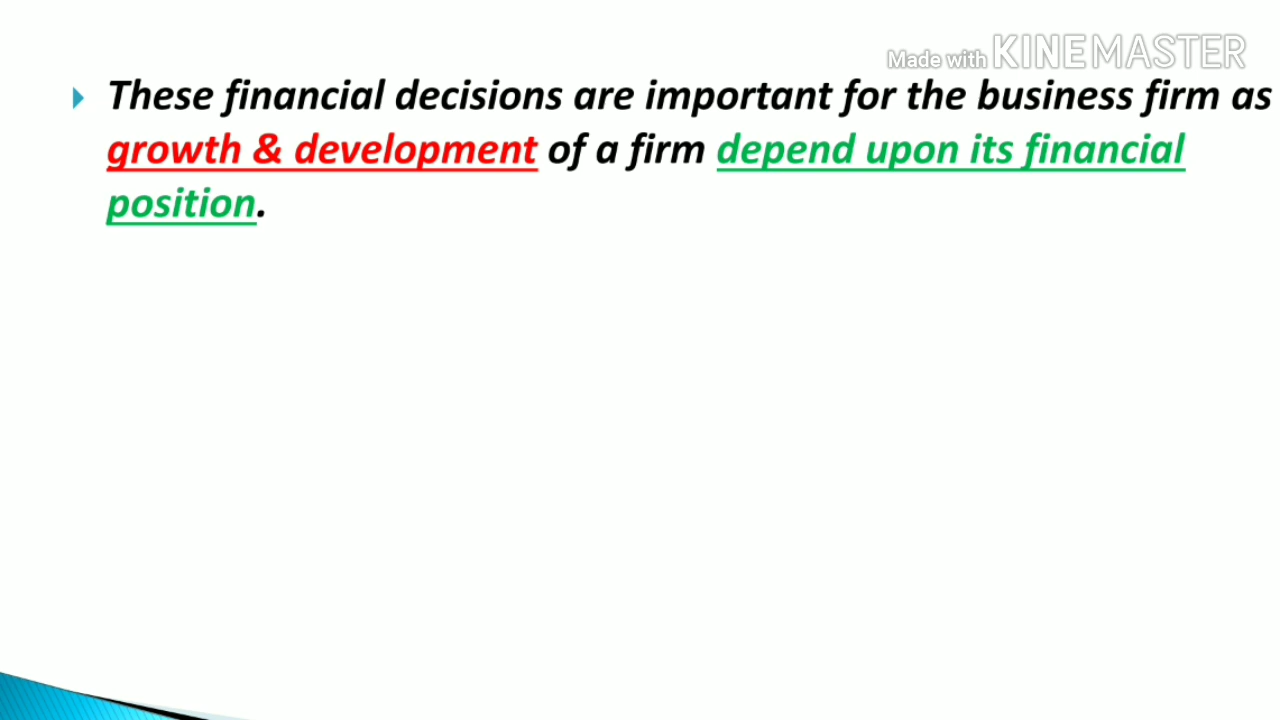 Made with KINEMASTER
These financial decisions are important for the business firm as
growth & development of a firm depend upon its financial
position.